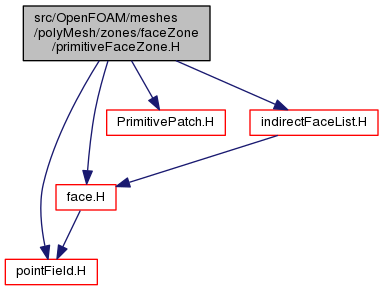 src/OpenFOAM/meshes
/polyMesh/zones/faceZone
/primitiveFaceZone.H
PrimitivePatch.H
indirectFaceList.H
face.H
pointField.H